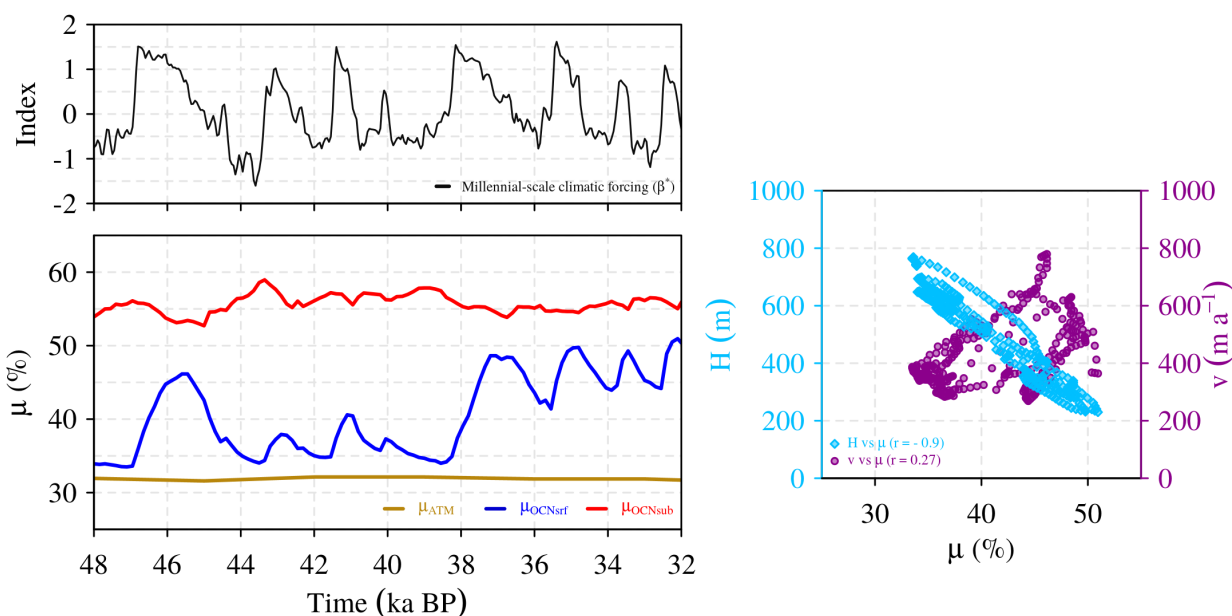 2
1
0
-1
-2
Index
Millennial-scale climatic forcing (β*)
60
50
40
30
μ (%)
μATM μOCNsrf μOCNsub
48 46 44 42 40 38 36 34 32
Time (ka BP)
1000 1000
800 800
600 600
400 400
200 200
0 0
H (m)
v (m a⁻¹)
H vs μ (r = - 0.9)
v vs μ (r = 0.27)
30 40 50
μ (%)